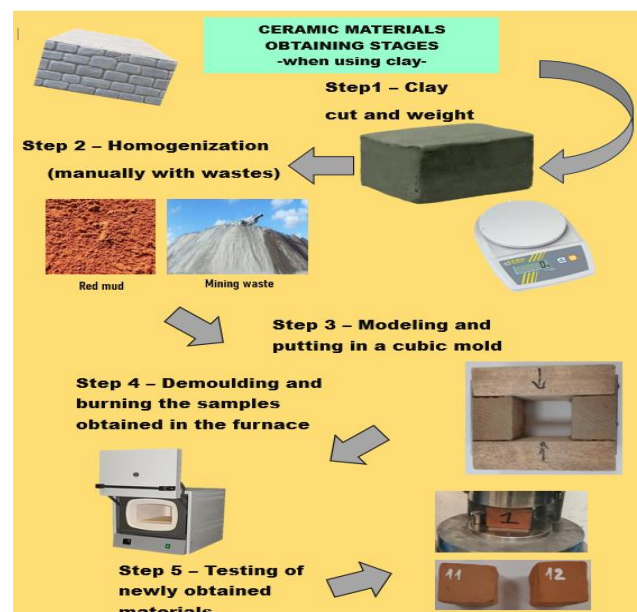 CERAMIC MATERIALS
OBTAINING STAGES
-when using clay-
Step1 – Clay
cut and weight
Step 2 – Homogenization
(manually with wastes)
Red mud
Mining waste
Step 3 – Modeling and
putting in a cubic mold
Step 4 – Demoulding and
burning the samples
obtained in the furnace
1
11
12
Step 5 – Testing of
newly obtained
materials